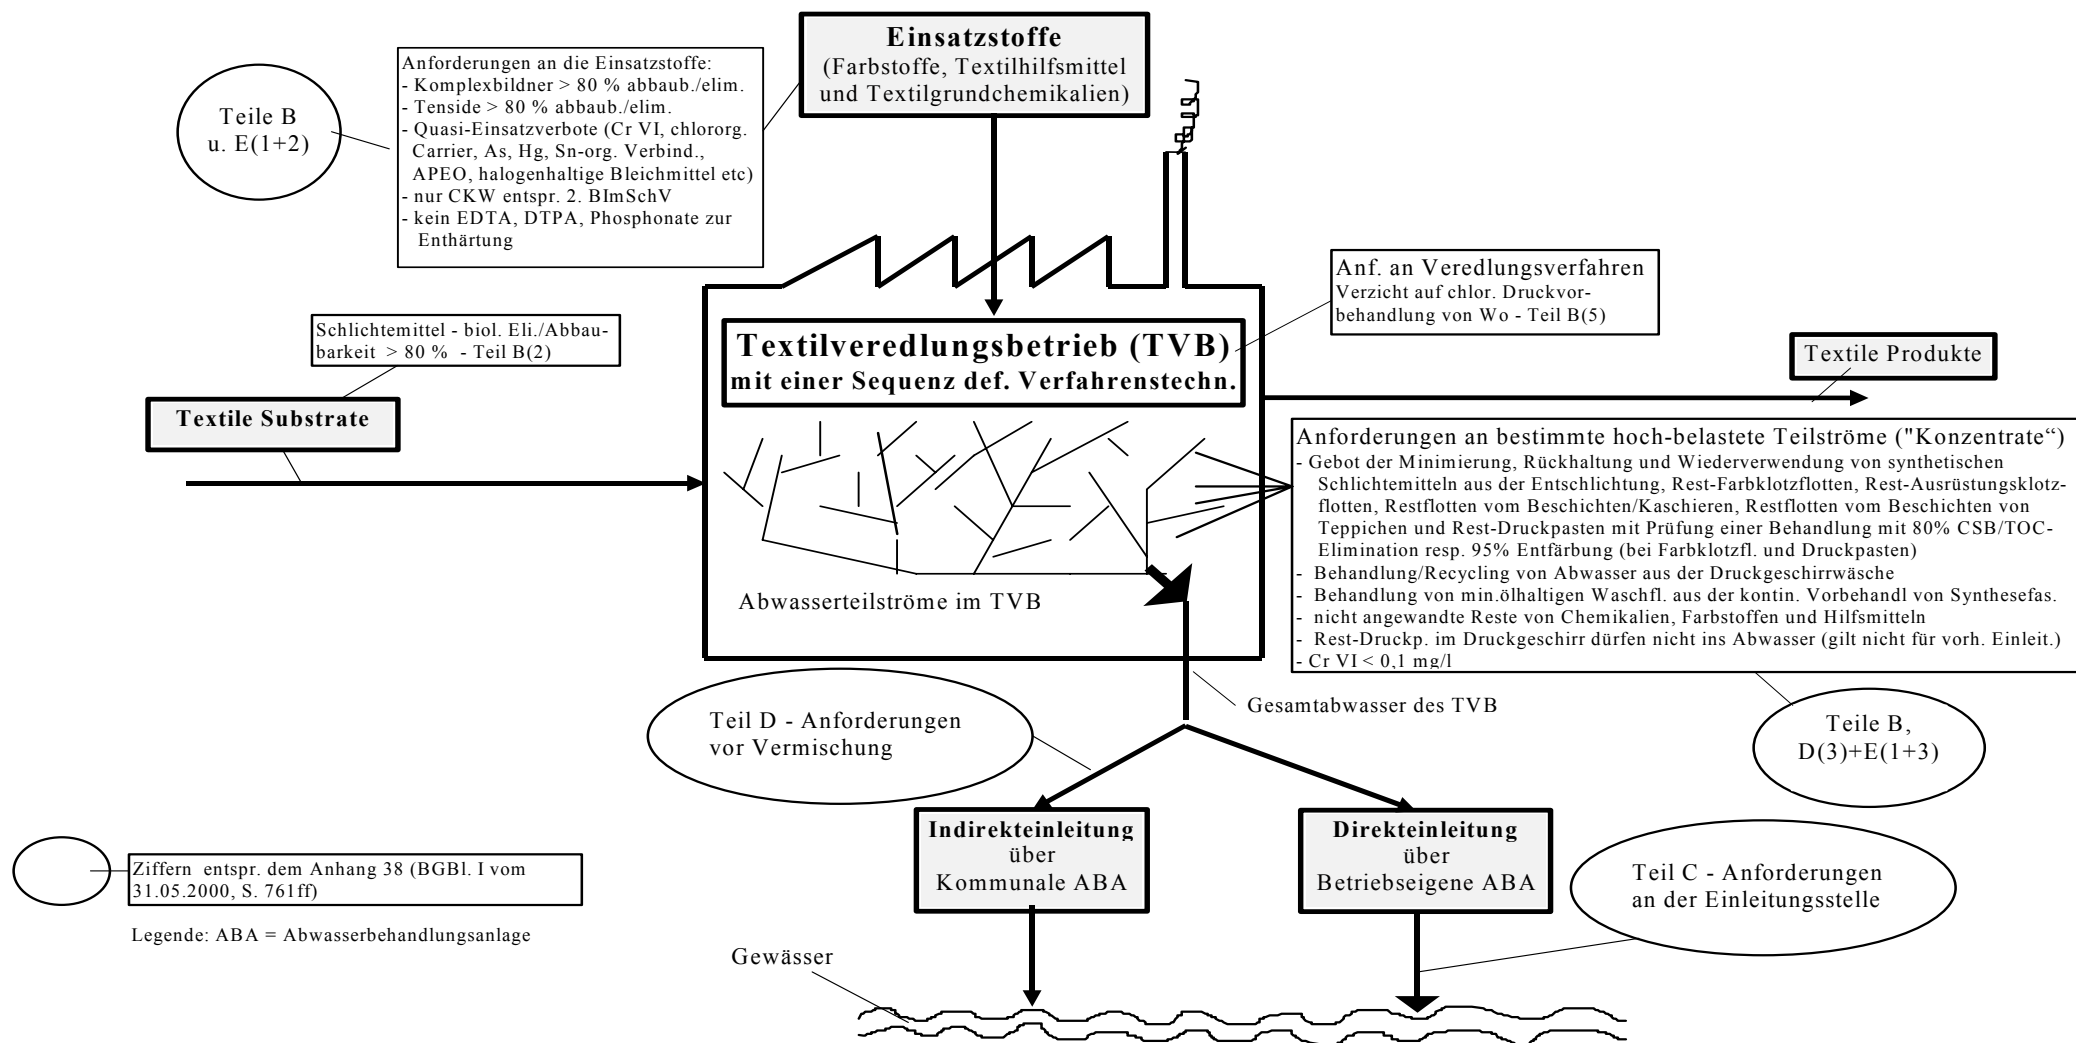 Einsatzstoffe
(Farbstoffe, Textilhilfsmittel
und Textilgrundchemikalien)
Teile B
u. E(1+2)
Anforderungen an die Einsatzstoffe:
- Komplexbildner > 80 % abbaub./elim.
- Tenside > 80 % abbaub./elim.
- Quasi-Einsatzverbote (Cr VI, chlororg.
Carrier, As, Hg, Sn-org. Verbind.,
APEO, halogenhaltige Bleichmittel etc)
- nur CKW entspr. 2. BImSchV
- kein EDTA, DTPA, Phosphonate zur
Enthärtung
Anf. an Veredlungsverfahren
Verzicht auf chlor. Druckvor-
behandlung von Wo - Teil B(5)
Schlichtemittel - biol. Eli./Abbau-
barkeit > 80 % - Teil B(2)
Textilveredlungsbetrieb (TVB)
mit einer Sequenz def. Verfahrenstechn.
Textile Produkte
Textile Substrate
Anforderungen an bestimmte hoch-belastete Teilströme ("Konzentrate“)
- Gebot der Minimierung, Rückhaltung und Wiederverwendung von synthetischen
Schlichtemitteln aus der Entschlichtung, Rest-Farbklotzflotten, Rest-Ausrüstungsklotz-
flotten, Restflotten vom Beschichten/Kaschieren, Restflotten vom Beschichten von
Teppichen und Rest-Druckpasten mit Prüfung einer Behandlung mit 80% CSB/TOC-
Elimination resp. 95% Entfärbung (bei Farbklotzfl. und Druckpasten)
- Behandlung/Recycling von Abwasser aus der Druckgeschirrwäsche
- Behandlung von min.ölhaltigen Waschfl. aus der kontin. Vorbehandl von Synthesefas.
- nicht angewandte Reste von Chemikalien, Farbstoffen und Hilfsmitteln
- Rest-Druckp. im Druckgeschirr dürfen nicht ins Abwasser (gilt nicht für vorh. Einleit.)
- Cr VI < 0,1 mg/l
Abwasserteilströme im TVB
Gesamtabwasser des TVB
Teil D - Anforderungen
vor Vermischung
Teile B,
D(3)+E(1+3)
Indirekteinleitung
über
Kommunale ABA
Direkteinleitung
über
Betriebseigene ABA
Teil C - Anforderungen
an der Einleitungsstelle
Ziffern entspr. dem Anhang 38 (BGBl. I vom
31.05.2000, S. 761ff)
Legende: ABA = Abwasserbehandlungsanlage
Gewässer